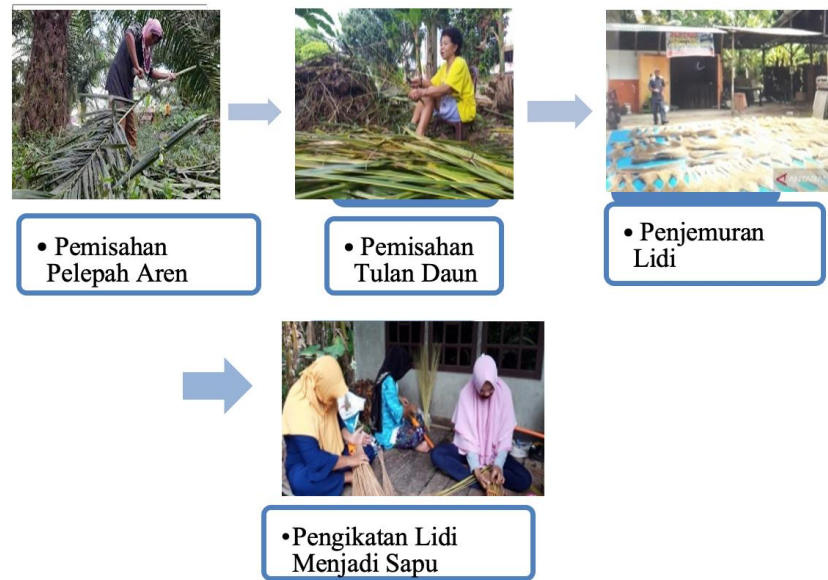 • Pemisahan
Pelepah Aren
• Pemisahan
Tulan Daun
• Penjemuran
Lidi
•Pengikatan Lidi
Menjadi Sapu